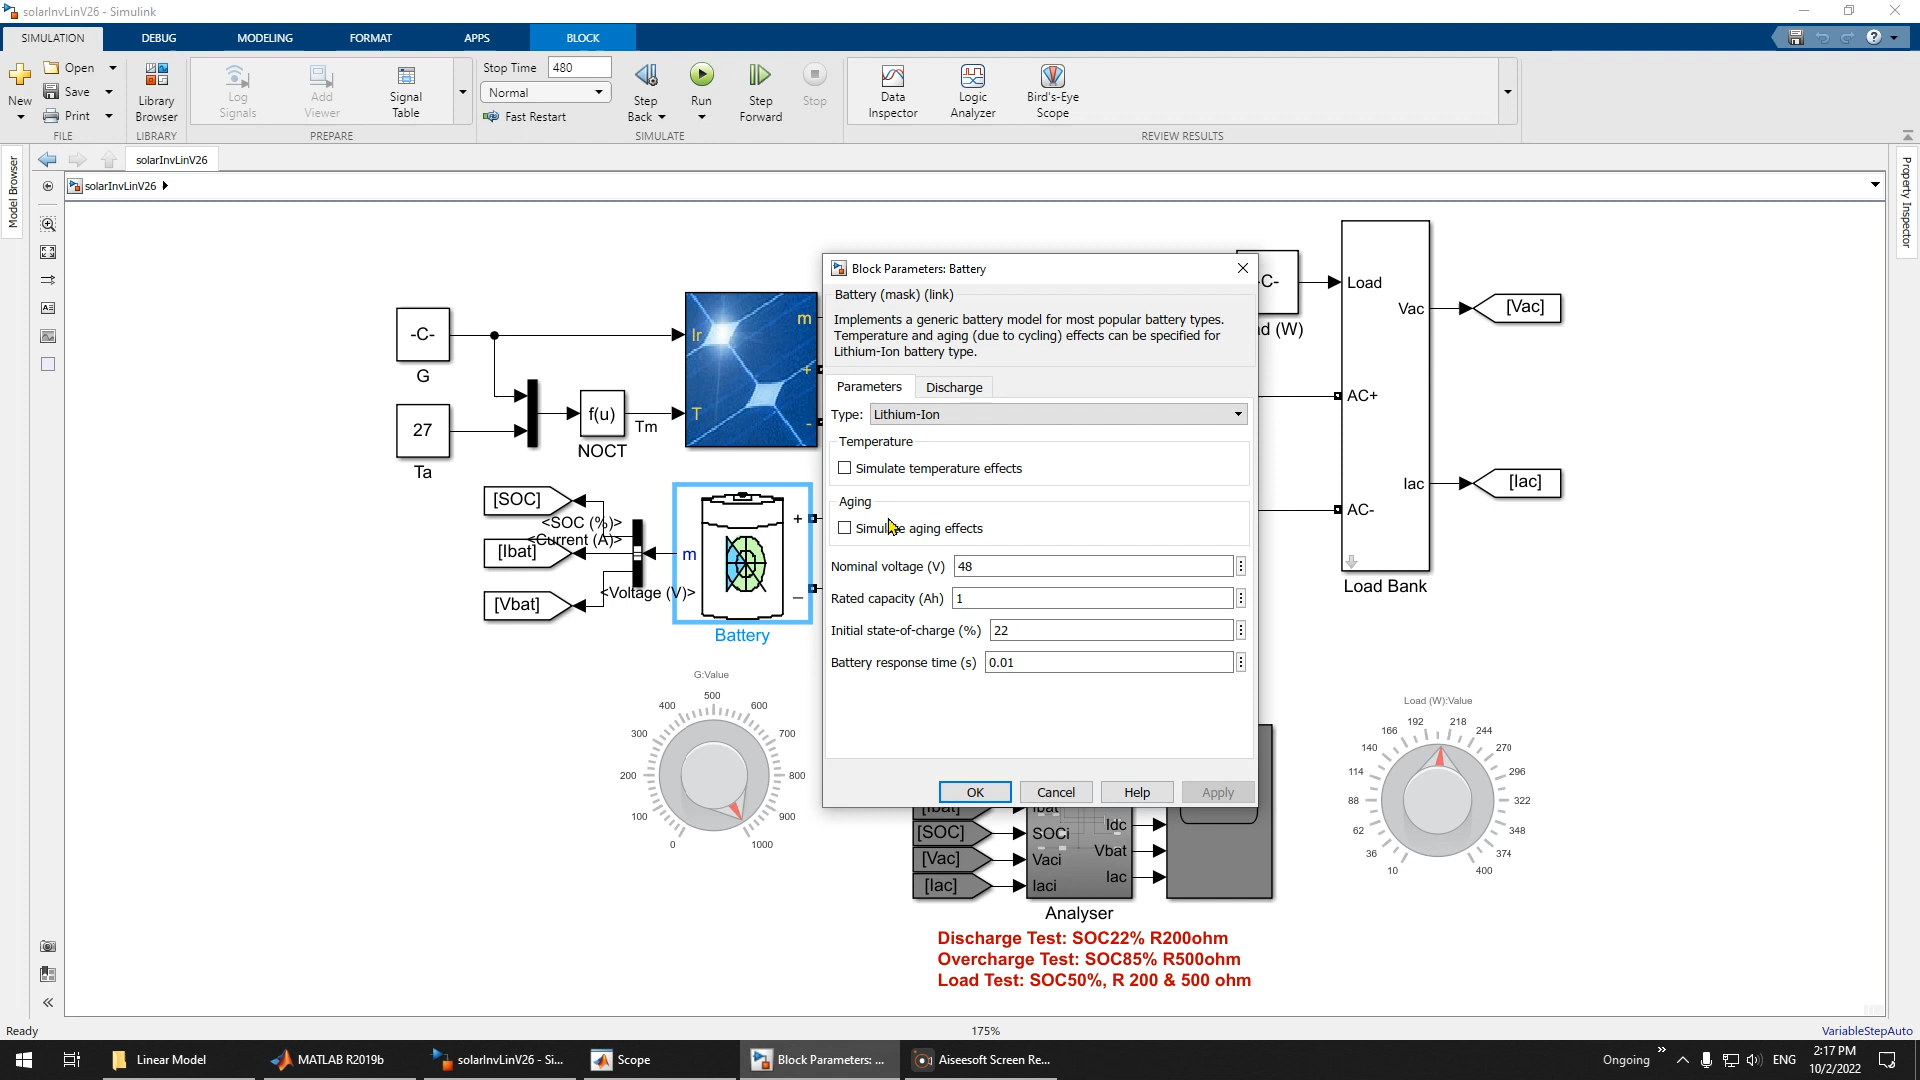 solarInvLinV26 - Simulink
SIMULATION
DEBUG
MODELING
FORMAT
APPS
BLOCK
New
Open
Save
Print
FILE
Library Browser
LIBRARY
Log Signals
Add Viewer
Signal Table
PREPARE
Stop Time 480
Normal
Fast Restart
Step Back
Run
Step Forward
Stop
SIMULATE
Data Inspector
Logic Analyzer
Bird's-Eye Scope
REVIEW RESULTS
Model Browser
solarInvLinV26
solarInvLinV26
Property Inspector
-C-
G
27
Ta
f(u)
NOCT
Tm
Ir
T
m
+
-
[SOC]
<SOC (%)>
<Current (A)>
[Ibat]
<Voltage (V)>
[Vbat]
m
+
_
Battery
Block Parameters: Battery
Battery (mask) (link)
Implements a generic battery model for most popular battery types.
Temperature and aging (due to cycling) effects can be specified for
Lithium-Ion battery type.
Parameters
Discharge
Type: Lithium-Ion
Temperature
Simulate temperature effects
Aging
aging effects
Nominal voltage (V) 48
Rated capacity (Ah) 1
Initial state-of-charge (%) 22
Battery response time (s) 0.01
OK
Cancel
Help
Apply
-C-
(W)
Load
Vac
AC+
Iac
AC-
Load Bank
[Vac]
[Iac]
G:Value
0
100
200
300
400
500
600
700
800
900
1000
Load (W):Value
10
36
62
88
114
140
166
192
218
244
270
296
322
348
374
400
[Ibat]
[SOC]
[Vac]
[Iac]
Ibat
SOCi
Vaci
Iaci
Idc
Vbat
Iac
Analyser
Discharge Test: SOC22% R200ohm
Overcharge Test: SOC85% R500ohm
Load Test: SOC50%, R 200 & 500 ohm
Ready
175%
VariableStepAuto
Linear Model
MATLAB R2019b
solarInvLinV26 - Si...
Scope
Block Parameters: ...
Aiseesoft Screen Re...
Ongoing
ENG
2:17 PM
10/2/2022